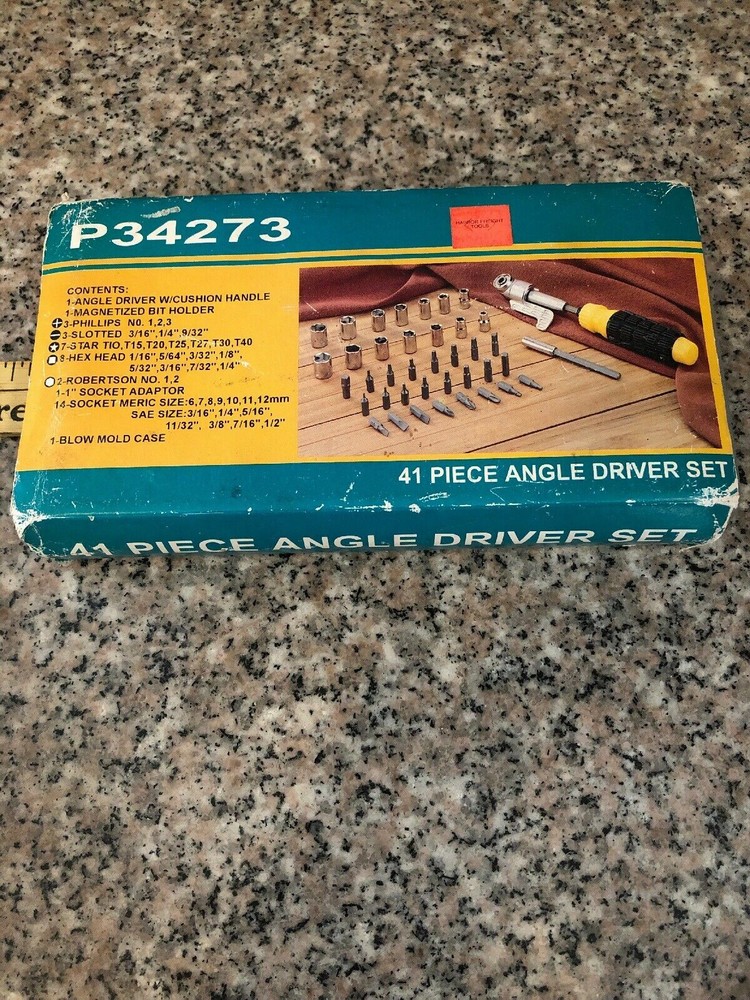 P34273
HARBOR FREIGHT
TOOLS
CONTENTS:
1-ANGLE DRIVER W/CUSHION HANDLE
1-MAGNETIZED BIT HOLDER
3-PHILLIPS NO. 1,2,3
3-SLOTTED 3/16",1/4",9/32"
7-STAR TIO,T15,T20,T25,T27,T30,T40
8-HEX HEAD 1/16",5/64",3/32",1/8",
5/32",3/16",7/32",1/4"
2-ROBERTSON NO. 1,2
1-1" SOCKET ADAPTOR
14-SOCKET MERIC SIZE:6,7,8,9,10,11,12mm
SAE SIZE:3/16",1/4",5/16",
11/32", 3/8",7/16",1/2"
1-BLOW MOLD CASE
41 PIECE ANGLE DRIVER SET
41 PIECE ANGLE DRIVER SET
re